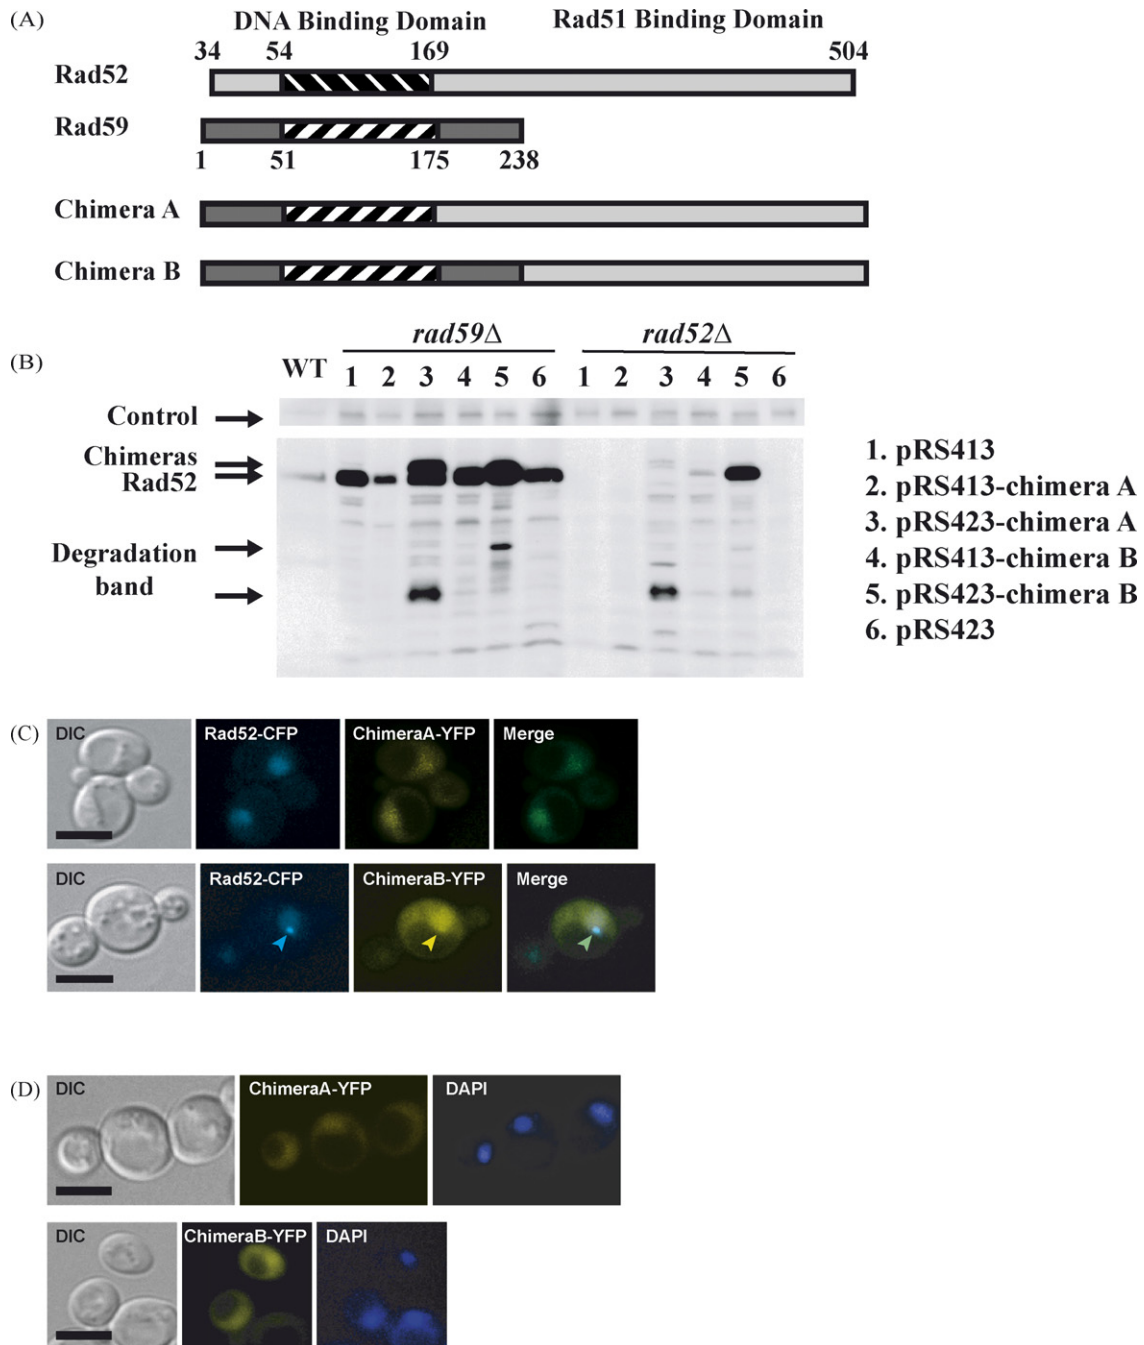 (A)
DNA Binding Domain Rad51 Binding Domain
34 54 169 504
Rad52
Rad59
1 51 175 238
Chimera A
Chimera B
(B)
rad59Δ rad52Δ
WT 1 2 3 4 5 6 1 2 3 4 5 6
Control
Chimeras
Rad52
Degradation
band
1. pRS413
2. pRS413-chimera A
3. pRS423-chimera A
4. pRS413-chimera B
5. pRS423-chimera B
6. pRS423
(C)
DIC Rad52-CFP ChimeraA-YFP Merge
DIC Rad52-CFP ChimeraB-YFP Merge
(D)
DIC ChimeraA-YFP DAPI
DIC ChimeraB-YFP DAPI